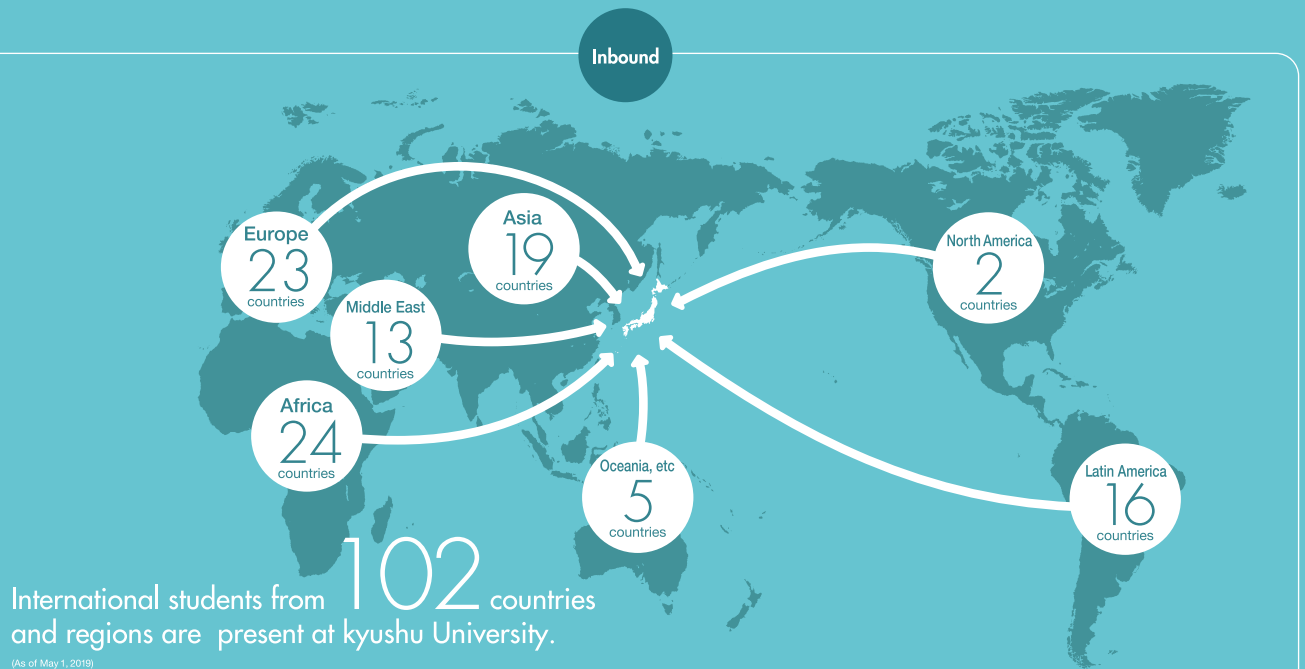 Inbound
Europe
23
countries
Asia
19
countries
Middle East
13
countries
Africa
24
countries
Oceania, etc
5
countries
North America
2
countries
Latin America
16
countries
International students from 102 countries
and regions are present at kyushu University.
(As of May 1, 2019)